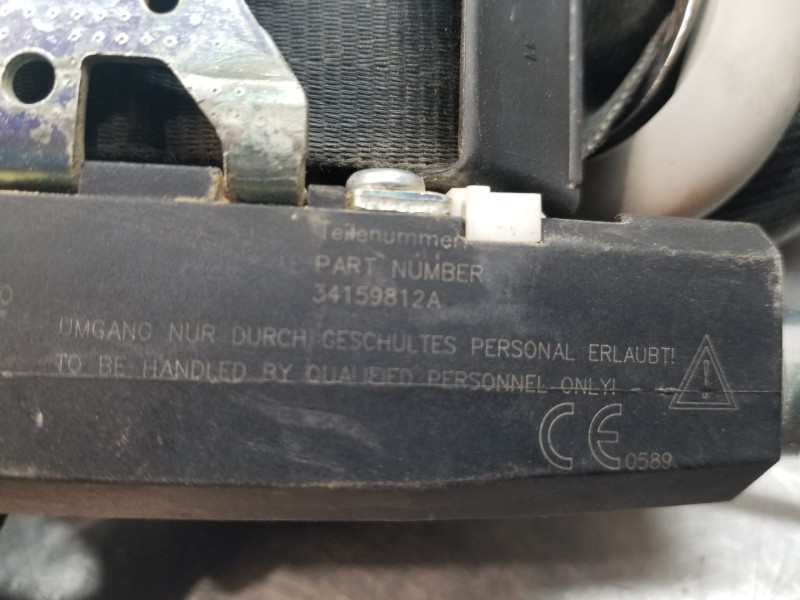 Teilenummer
PART NUMBER
34159812A
UMGANG NUR DURCH GESCHULTES PERSONAL ERLAUBT!
TO BE HANDLED BY QUALIFIED PERSONNEL ONLY!
CE 0589